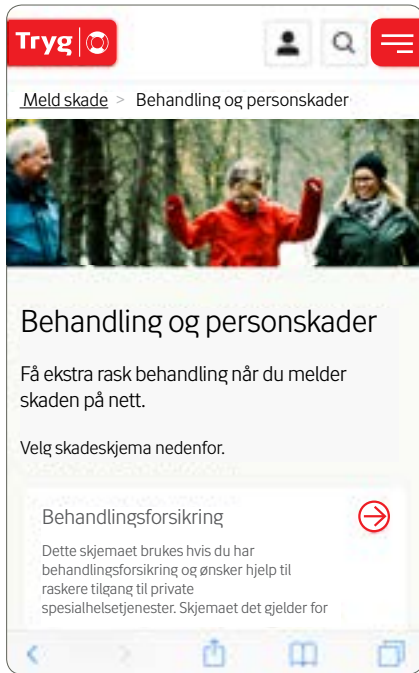 Tryg
Meld skade > Behandling og personskader
Behandling og personskader
Få ekstra rask behandling når du melder
skaden på nett.
Velg skadeskjema nedenfor.
Behandlingsforsikring
Dette skjemaet brukes hvis du har
behandlingsforsikring og ønsker hjelp til
raskere tilgang til private
spesialhelsetjenester. Skjemaet det gjelder for